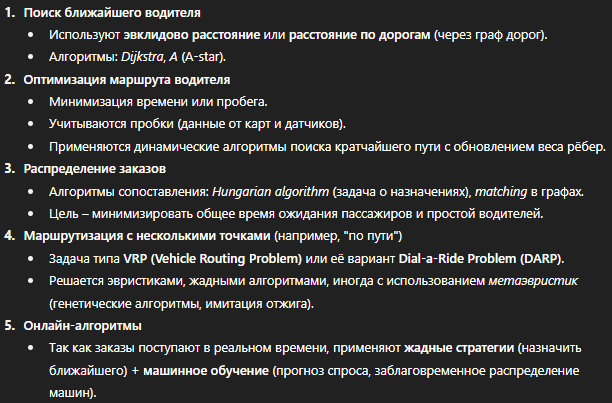 1. Поиск ближайшего водителя
• Используют эвклидово расстояние или расстояние по дорогам (через граф дорог).
• Алгоритмы: Dijkstra, A (A-star).
2. Оптимизация маршрута водителя
• Минимизация времени или пробега.
• Учитываются пробки (данные от карт и датчиков).
• Применяются динамические алгоритмы поиска кратчайшего пути с обновлением веса рёбер.
3. Распределение заказов
• Алгоритмы сопоставления: Hungarian algorithm (задача о назначениях), matching в графах.
• Цель – минимизировать общее время ожидания пассажиров и простой водителей.
4. Маршрутизация с несколькими точками (например, "по пути")
• Задача типа VRP (Vehicle Routing Problem) или её вариант Dial-a-Ride Problem (DARP).
• Решается эвристиками, жадными алгоритмами, иногда с использованием метаэвристик
(генетические алгоритмы, имитация отжига).
5. Онлайн-алгоритмы
• Так как заказы поступают в реальном времени, применяют жадные стратегии (назначить
ближайшего) + машинное обучение (прогноз спроса, заблаговременное распределение
машин).